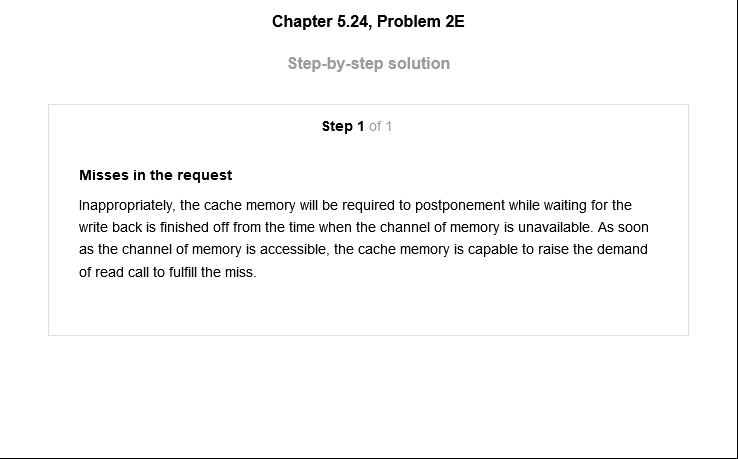 Chapter 5.24, Problem 2E
Step-by-step solution
Step 1 of 1
Misses in the request
Inappropriately, the cache memory will be required to postponement while waiting for the
write back is finished off from the time when the channel of memory is unavailable. As soon
as the channel of memory is accessible, the cache memory is capable to raise the demand
of read call to fulfill the miss.